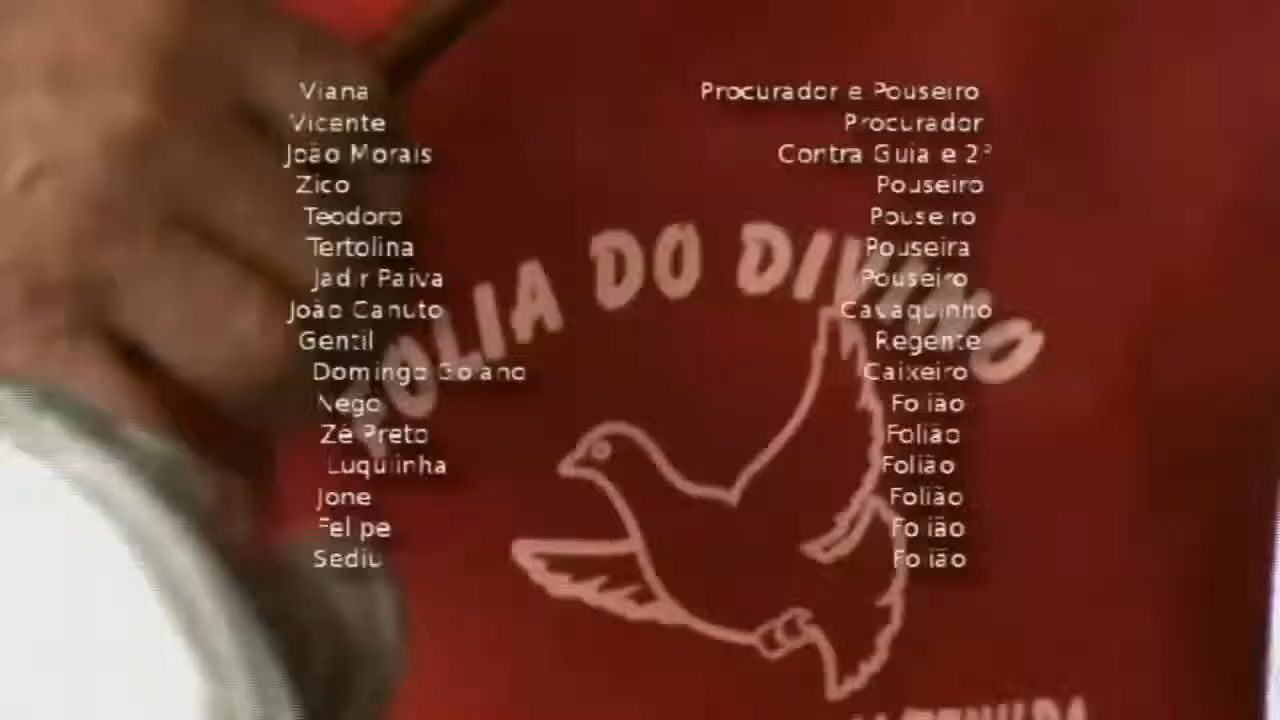 Viana Procurador e Pouseiro
Vicente Procurador
João Morais Contra Guia e 2ª
Zico Pouseiro
Teodoro Pouseiro
Tertolina Pouseira
Jadir Paiva Pouseiro
João Canuto Cavaquinho
Gentil Regente
Domingo Goiano Caixeiro
Nego Folião
Zé Preto Folião
Luquinha Folião
Jone Folião
Felipe Folião
Sediu Folião
FOLIA DO DIVINO